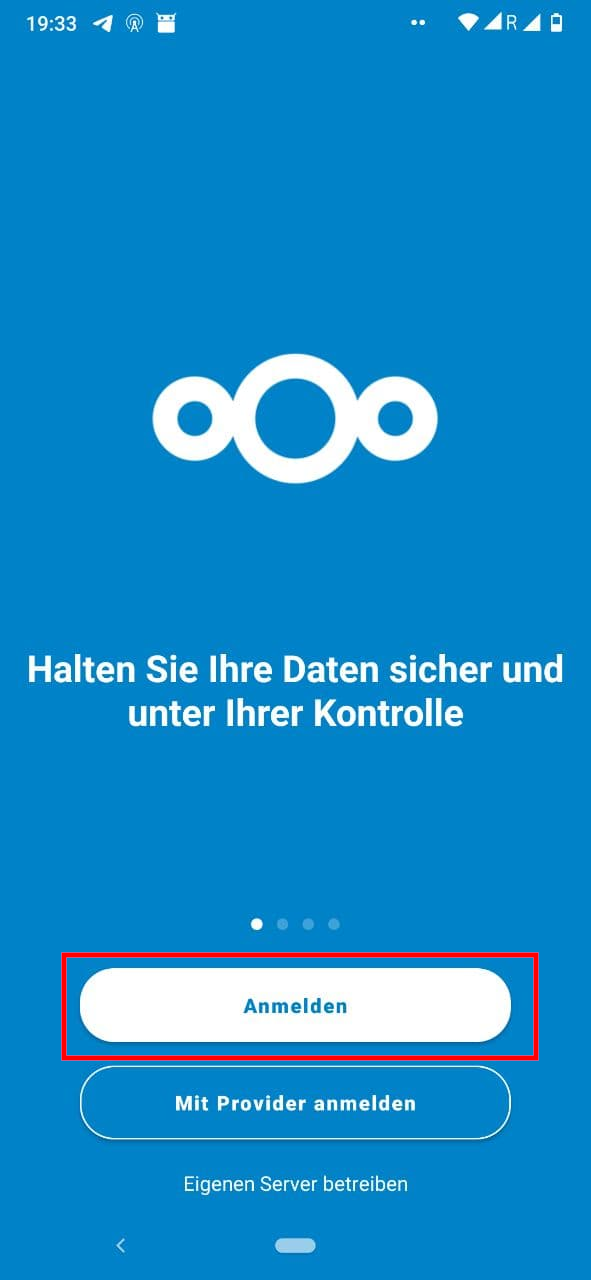 19:33
R
Halten Sie Ihre Daten sicher und
unter Ihrer Kontrolle
Anmelden
Mit Provider anmelden
Eigenen Server betreiben